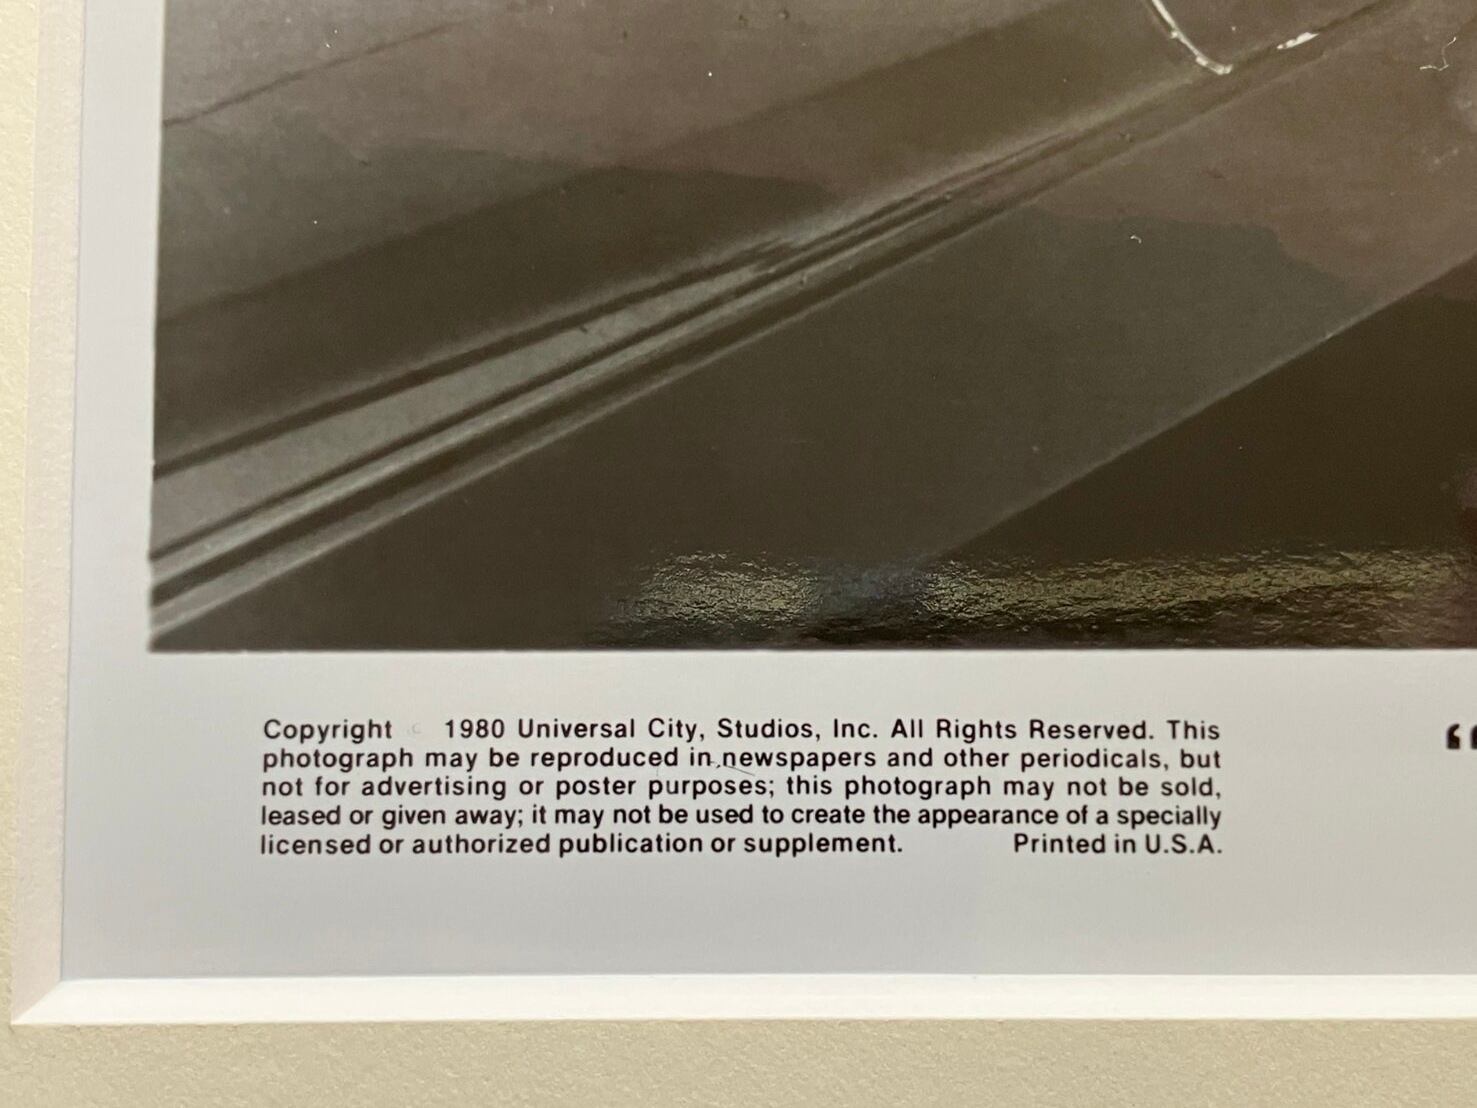 Copyright © 1980 Universal City, Studios, Inc. All Rights Reserved. This
photograph may be reproduced in newspapers and other periodicals, but
not for advertising or poster purposes; this photograph may not be sold,
leased or given away; it may not be used to create the appearance of a specially
licensed or authorized publication or supplement. Printed in U.S.A.
“